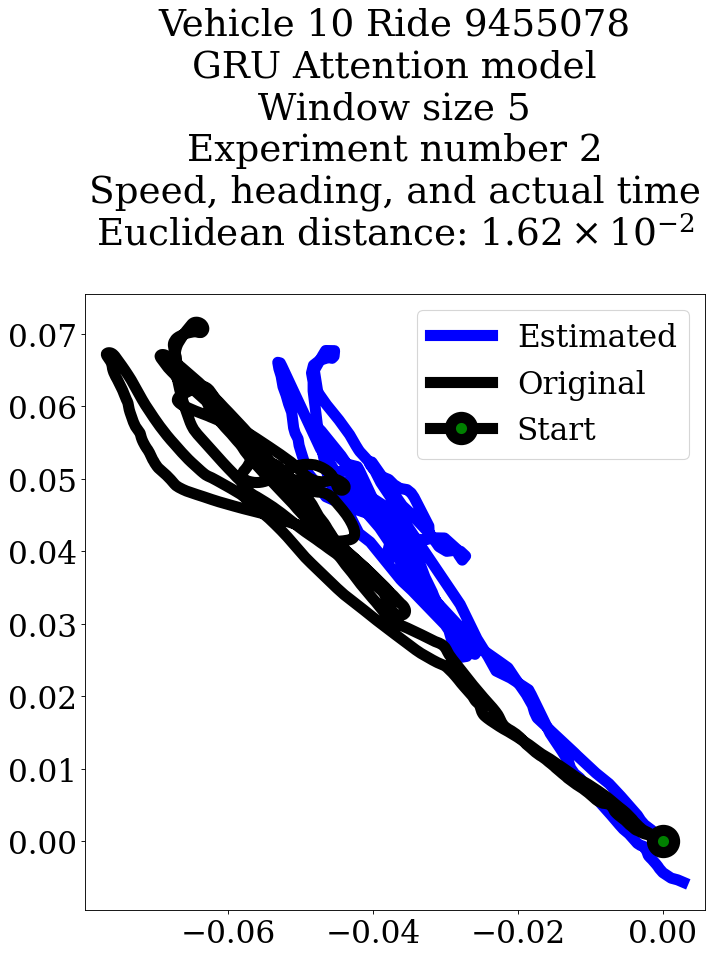 Vehicle 10 Ride 9455078
GRU Attention model
Window size 5
Experiment number 2
Speed, heading, and actual time
Euclidean distance: 1.62 × 10⁻²
Estimated
Original
Start
0.07
0.06
0.05
0.04
0.03
0.02
0.01
0.00
−0.06
−0.04
−0.02
0.00